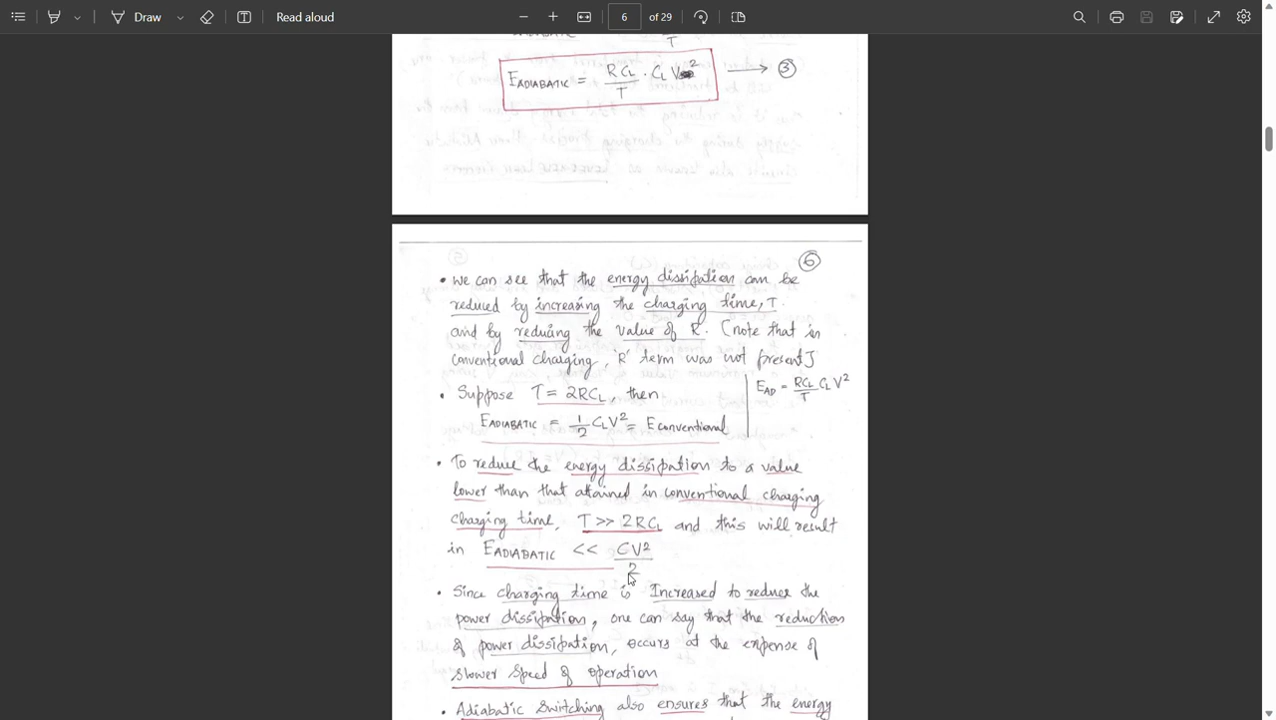 Draw
Read aloud
6 of 29
T
EADIABATIC = RCL/T . CL V2 → ③
⑥
• We can see that the energy dissipation can be
reduced by increasing the charging time, T.
and by reducing the value of R. (note that in
conventional charging, 'R' term was not present]
• Suppose T = 2RCL, then
EAD = RCL/T CL V2
EADIABATIC = 1/2 CLV2 = E conventional
• To reduce the energy dissipation to a value
lower than that attained in conventional charging
charging time, T >> 2RCL and this will result
in EADIABATIC << CV2/2
• Since charging time is Increased to reduce the
power dissipation, one can say that the reduction
of power dissipation, occurs at the expense of
slower speed of operation
• Adiabatic Switching also ensures that the energy